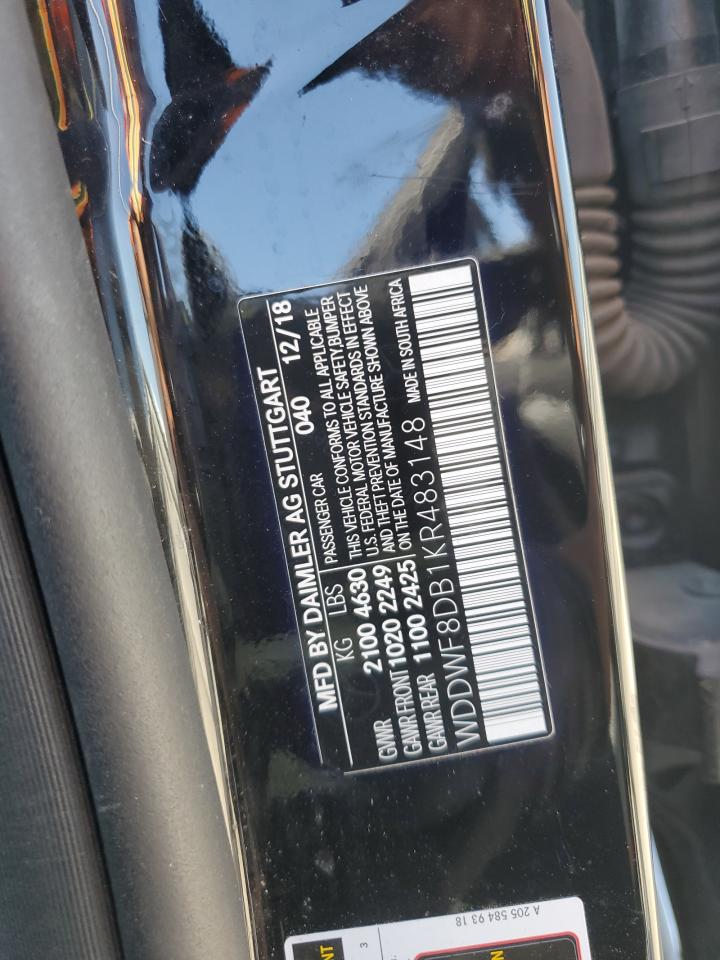 MFD BY DAIMLER AG STUTTGART
040 12/18
KG LBS
PASSENGER CAR
GVWR 2100 4630
GAWR FRONT 1020 2249
GAWR REAR 1100 2425
THIS VEHICLE CONFORMS TO ALL APPLICABLE
U.S. FEDERAL MOTOR VEHICLE SAFETY,BUMPER
AND THEFT PREVENTION STANDARDS IN EFFECT
ON THE DATE OF MANUFACTURE SHOWN ABOVE
WDDWF8DB1KR483148 MADE IN SOUTH AFRICA
A 205 584 93 18
3